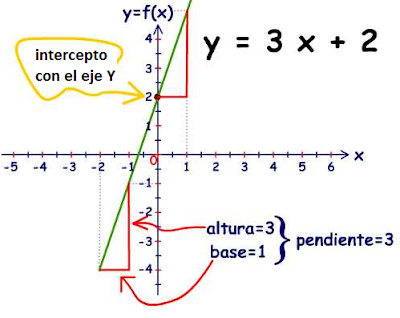 y=f(x)
y = 3 x + 2
intercepto
con el eje Y
4
3
2
1
0
-5 -4 -3 -2 -1 1 2 3 4 5 6 x
-1
-2
-3
-4
altura=3
base=1
} pendiente=3